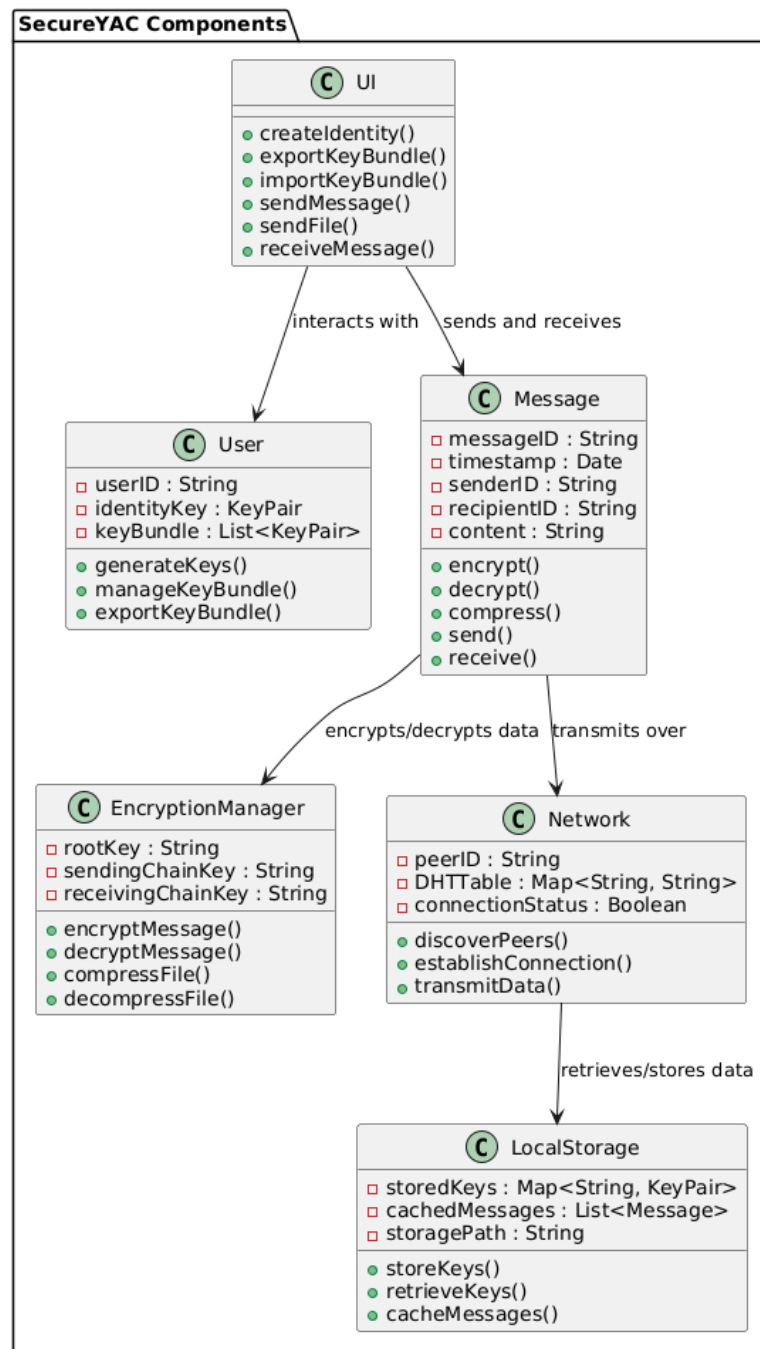 SecureYAC Components
C UI
createIdentity()
exportKeyBundle()
importKeyBundle()
sendMessage()
sendFile()
receiveMessage()
interacts with
sends and receives
C User
userID : String
identityKey : KeyPair
keyBundle : List<KeyPair>
generateKeys()
manageKeyBundle()
exportKeyBundle()
C Message
messageID : String
timestamp : Date
senderID : String
recipientID : String
content : String
encrypt()
decrypt()
compress()
send()
receive()
encrypts/decrypts data
transmits over
C EncryptionManager
rootKey : String
sendingChainKey : String
receivingChainKey : String
encryptMessage()
decryptMessage()
compressFile()
decompressFile()
C Network
peerID : String
DHTTable : Map<String, String>
connectionStatus : Boolean
discoverPeers()
establishConnection()
transmitData()
retrieves/stores data
C LocalStorage
storedKeys : Map<String, KeyPair>
cachedMessages : List<Message>
storagePath : String
storeKeys()
retrieveKeys()
cacheMessages()